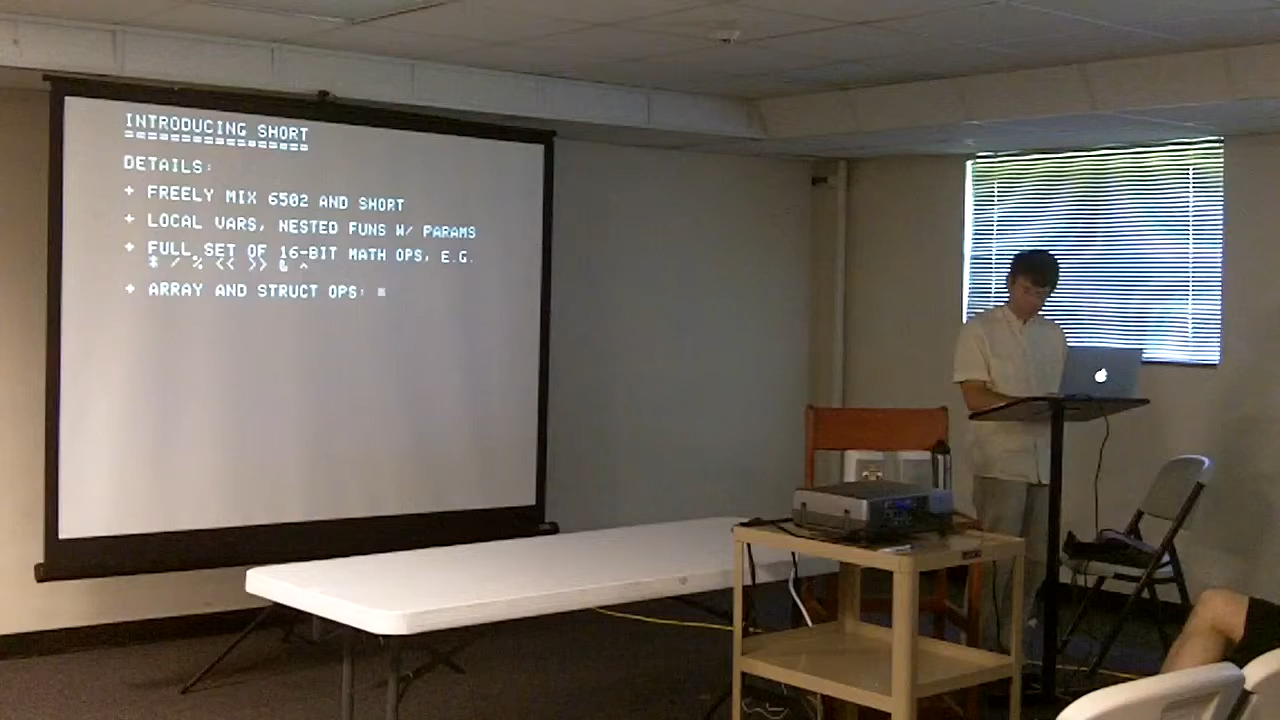 INTRODUCING SHORT
=================
DETAILS:
+ FREELY MIX 6502 AND SHORT
+ LOCAL VARS, NESTED FUNS W/ PARAMS
+ FULL SET OF 16-BIT MATH OPS, E.G.
* / % << >> & ^
+ ARRAY AND STRUCT OPS: